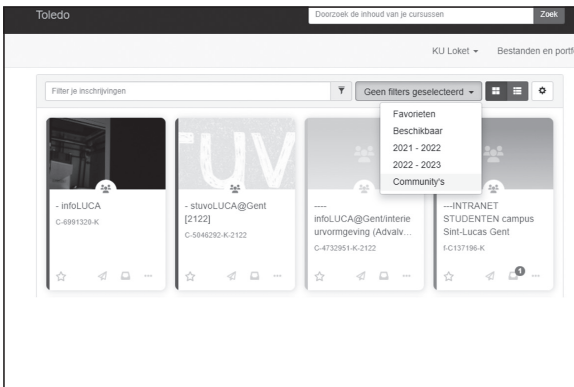 Toledo
Doorzoek de inhoud van je cursussen
Zoek
KU Loket
Bestanden en portf
Filter je inschrijvingen
Geen filters geselecteerd
Favorieten
Beschikbaar
2021 - 2022
2022 - 2023
Community's
- infoLUCA
C-6991320-K
TUV
- stuvoLUCA@Gent
[2122]
C-5046292-K-2122
----
infoLUCA@Gent/interie
urvormgeving (Advalv...
C-4732951-K-2122
---INTRANET
STUDENTEN campus
Sint-Lucas Gent
f-C137196-K
1